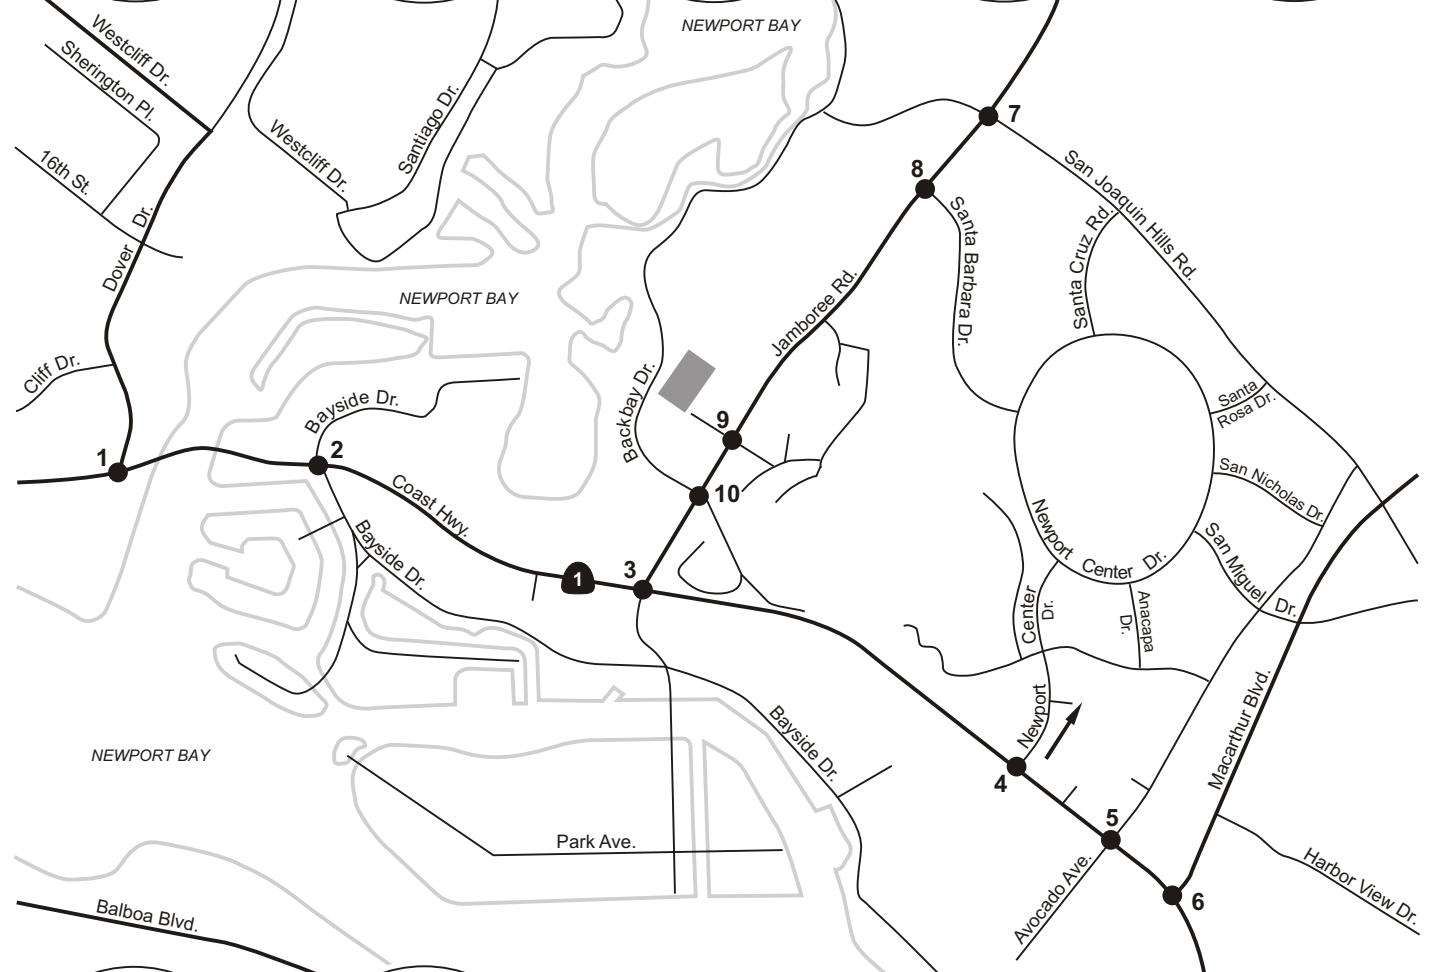 NEWPORT BAY
Westcliff Dr.
Sherington Pl.
16th St.
Westcliff Dr.
Santiago Dr.
7
8
San Joaquin Hills Rd.
Santa Cruz Rd.
Santa Barbara Dr.
Dover Dr.
NEWPORT BAY
Jamboree Rd.
Cliff Dr.
Bayside Dr.
Backbay Dr.
Santa
Rosa Dr.
9
1
2
10
San Nicholas Dr.
Coast Hwy.
Newport Center Dr.
San Miguel Dr.
Bayside Dr.
1
3
Center
Dr.
Anacapa
Dr.
Newport
Macarthur Blvd.
NEWPORT BAY
Bayside Dr.
4
5
Park Ave.
Avocado Ave.
Harbor View Dr.
6
Balboa Blvd.